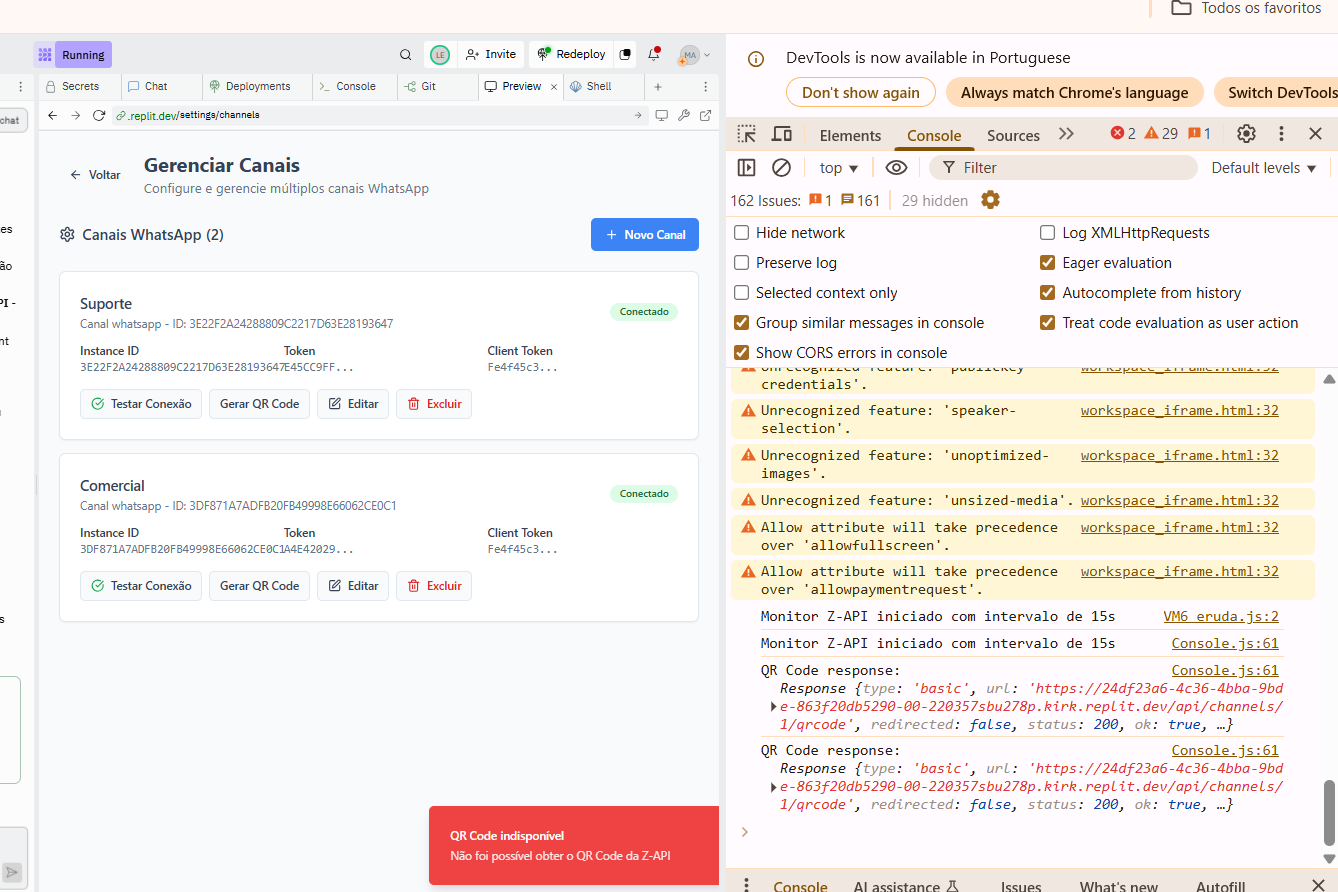 Todos os favoritos
Running
LE
Invite
Redeploy
MA
Secrets
Chat
Deployments
Console
Git
Preview
Shell
.replit.dev/settings/channels
chat
Voltar
Gerenciar Canais
Configure e gerencie múltiplos canais WhatsApp
Canais WhatsApp (2)
Novo Canal
Suporte
Canal whatsapp - ID: 3E22F2A24288809C2217D63E28193647
Conectado
Instance ID Token Client Token
3E22F2A24288809C2217D63E28193647E45CC9FF... Fe4f45c3...
Testar Conexão Gerar QR Code Editar Excluir
Comercial
Canal whatsapp - ID: 3DF871A7ADFB20FB49998E66062CE0C1
Conectado
Instance ID Token Client Token
3DF871A7ADFB20FB49998E66062CE0C1A4E42029... Fe4f45c3...
Testar Conexão Gerar QR Code Editar Excluir
QR Code indisponível
Não foi possível obter o QR Code da Z-API
es
ão
PI -
nt
s
DevTools is now available in Portuguese
Don't show again Always match Chrome's language Switch DevTools
Elements Console Sources 2 29 1
top Filter Default levels
162 Issues: 1 161 29 hidden
Hide network Log XMLHttpRequests
Preserve log Eager evaluation
Selected context only Autocomplete from history
Group similar messages in console Treat code evaluation as user action
Show CORS errors in console
Unrecognized feature: 'publickey- workspace_iframe.html:32
credentials'.
Unrecognized feature: 'speaker- workspace_iframe.html:32
selection'.
Unrecognized feature: 'unoptimized- workspace_iframe.html:32
images'.
Unrecognized feature: 'unsized-media'. workspace_iframe.html:32
Allow attribute will take precedence workspace_iframe.html:32
over 'allowfullscreen'.
Allow attribute will take precedence workspace_iframe.html:32
over 'allowpaymentrequest'.
Monitor Z-API iniciado com intervalo de 15s VM6 eruda.js:2
Monitor Z-API iniciado com intervalo de 15s Console.js:61
QR Code response: Console.js:61
Response {type: 'basic', url: 'https://24df23a6-4c36-4bba-9bd
e-863f20db5290-00-220357sbu278p.kirk.replit.dev/api/channels/
1/qrcode', redirected: false, status: 200, ok: true, …}
QR Code response: Console.js:61
Response {type: 'basic', url: 'https://24df23a6-4c36-4bba-9bd
e-863f20db5290-00-220357sbu278p.kirk.replit.dev/api/channels/
1/qrcode', redirected: false, status: 200, ok: true, …}
Console AI assistance Issues What's new Autofill